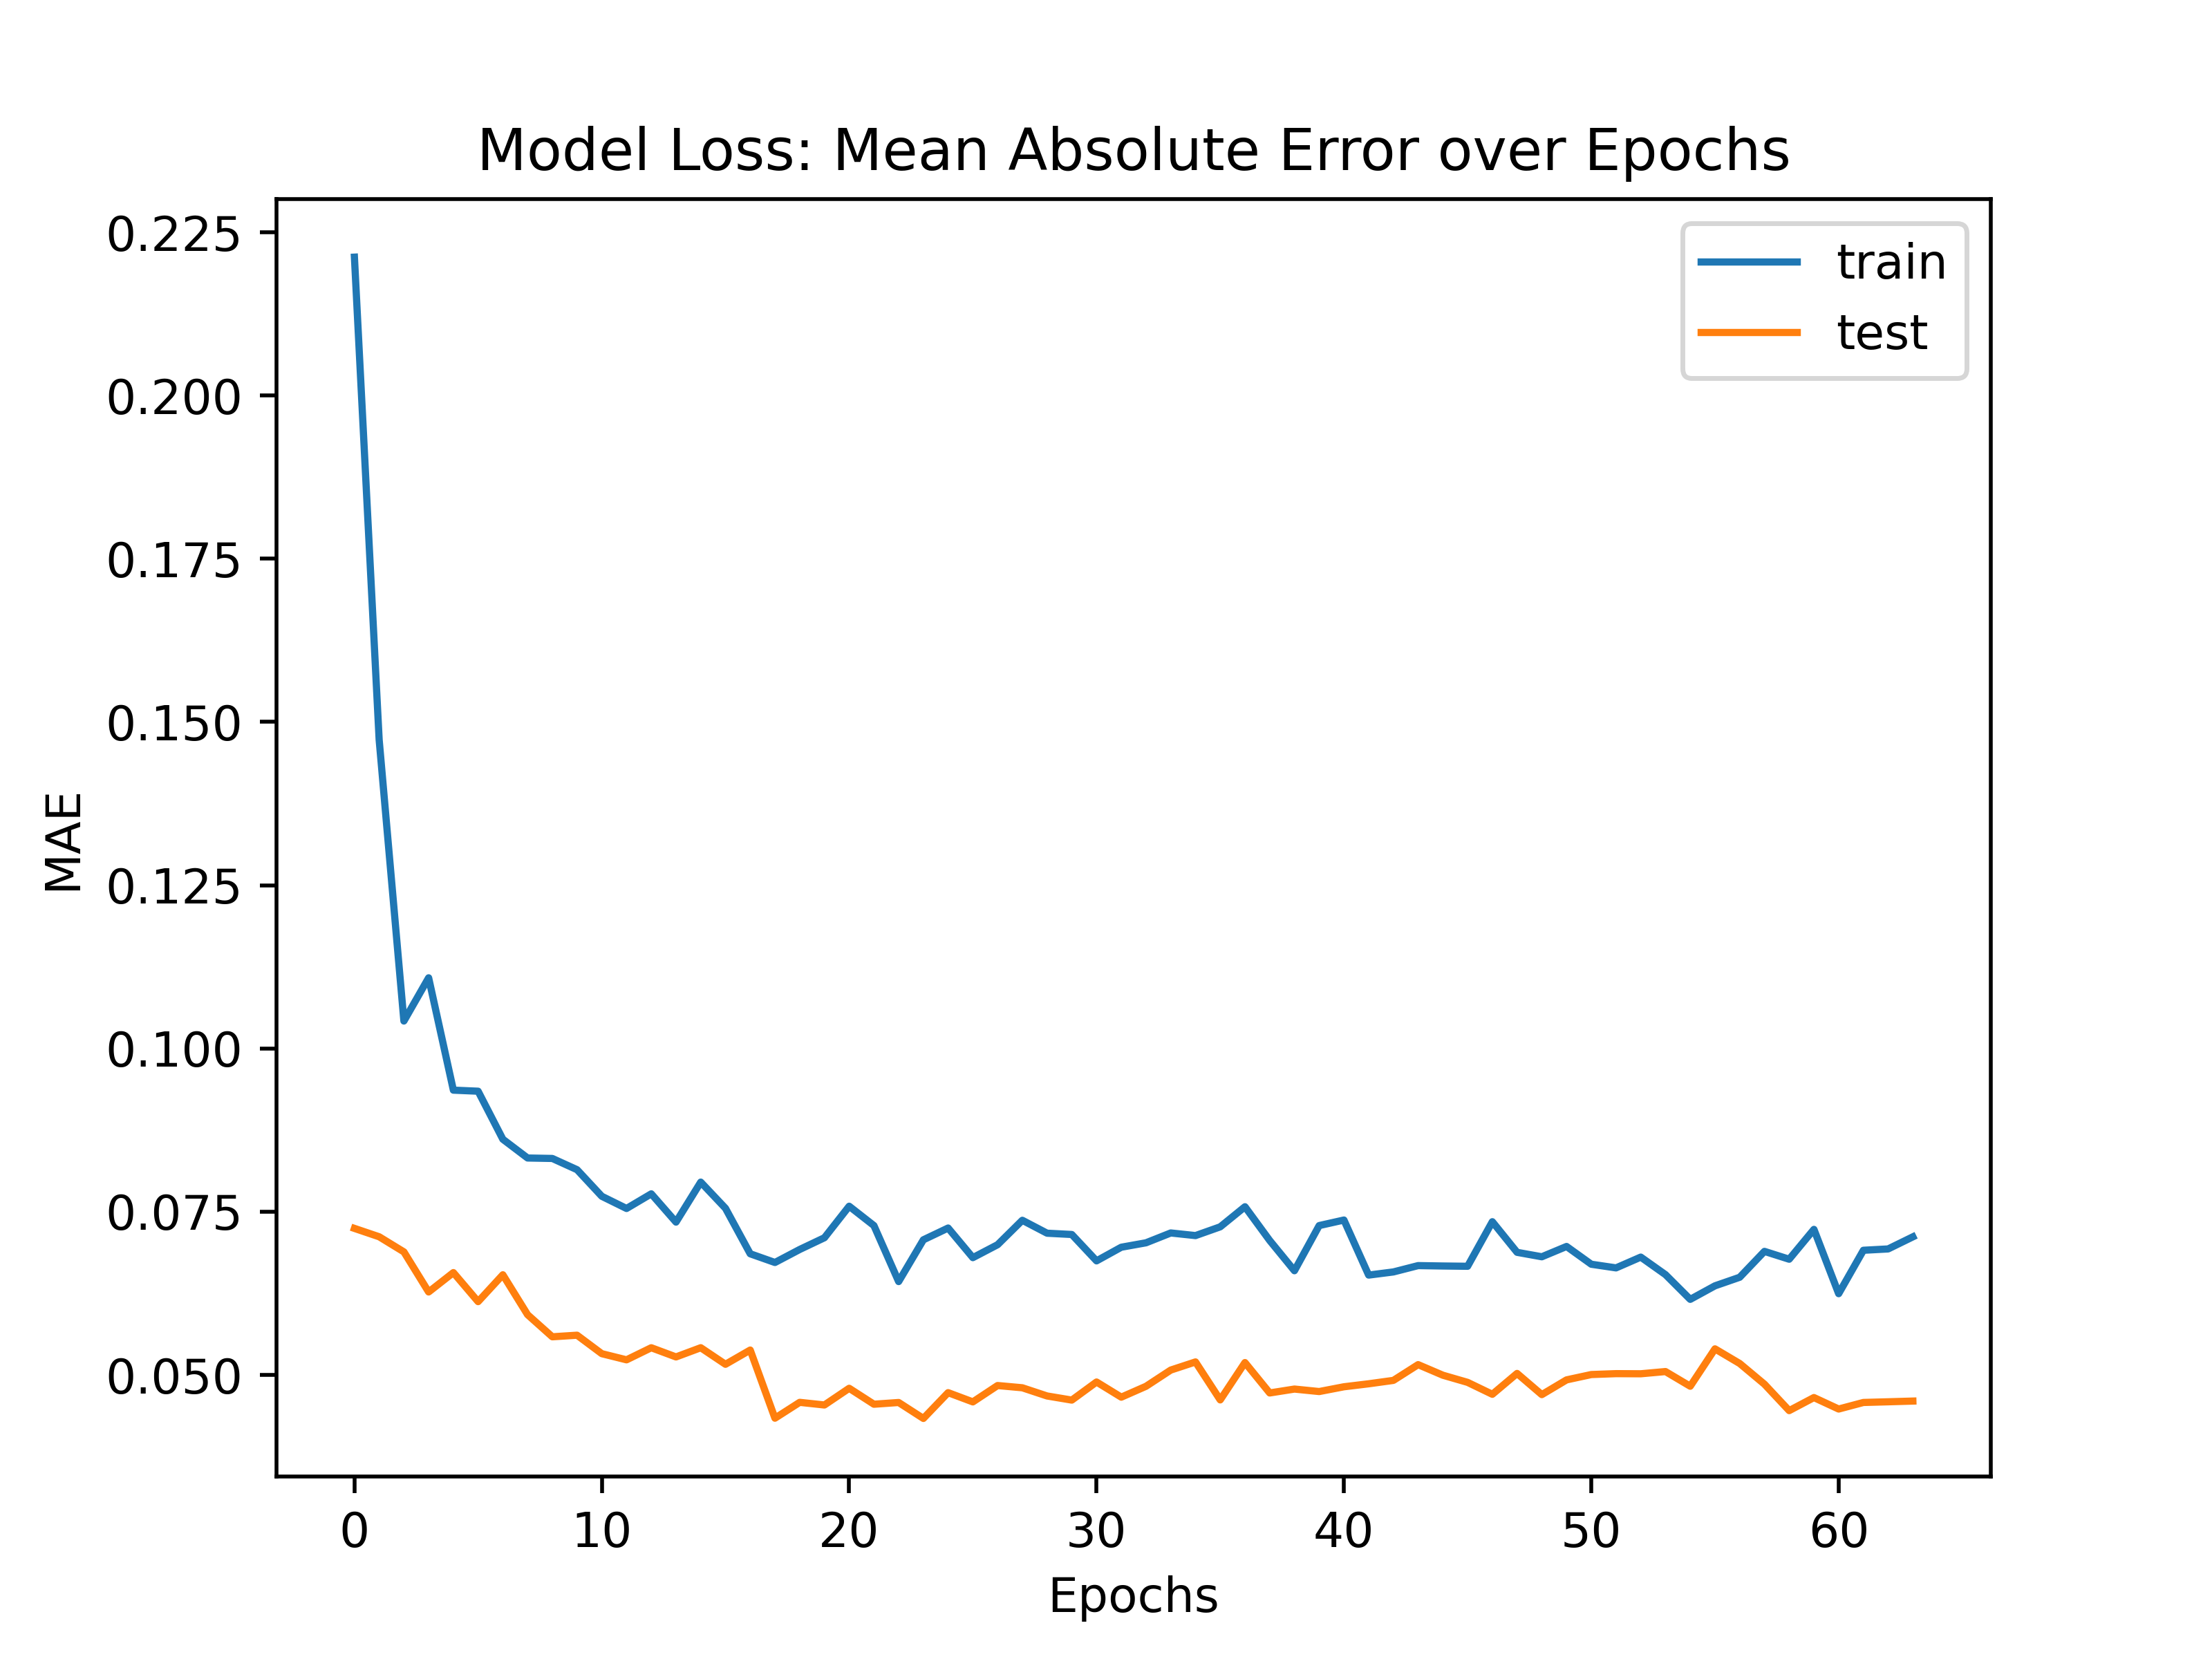 Model Loss: Mean Absolute Error over Epochs
train
test
MAE
0.225
0.200
0.175
0.150
0.125
0.100
0.075
0.050
0 10 20 30 40 50 60
Epochs